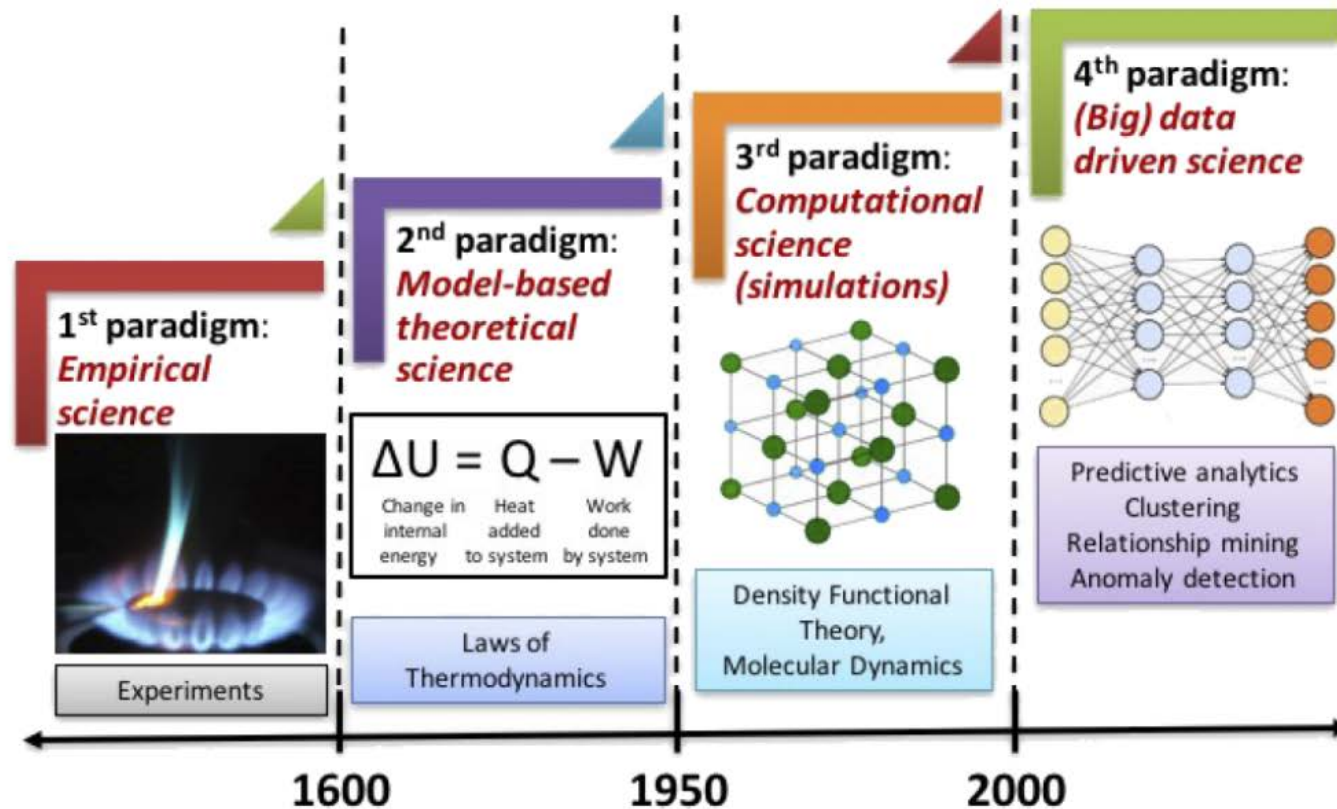 1st paradigm:
Empirical
science
Experiments
2nd paradigm:
Model-based
theoretical
science
ΔU = Q – W
Change in internal energy
Heat added to system
Work done by system
Laws of
Thermodynamics
3rd paradigm:
Computational
science
(simulations)
Density Functional
Theory,
Molecular Dynamics
4th paradigm:
(Big) data
driven science
Predictive analytics
Clustering
Relationship mining
Anomaly detection
1600
1950
2000